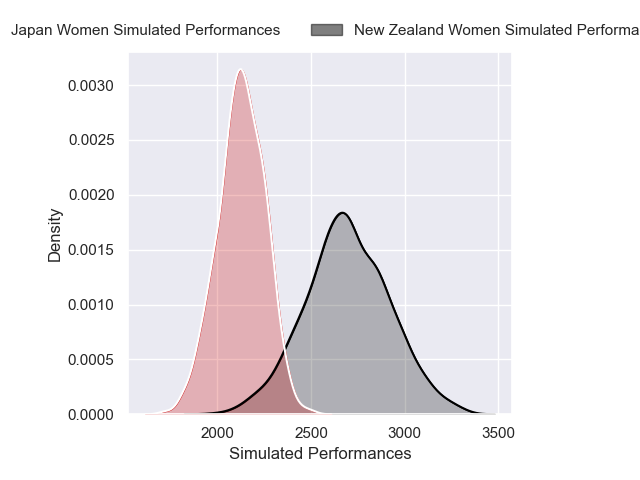 Japan Women Simulated Performances
New Zealand Women Simulated Performa
0.0030
0.0025
0.0020
0.0015
0.0010
0.0005
0.0000
Density
2000 2500 3000 3500
Simulated Performances